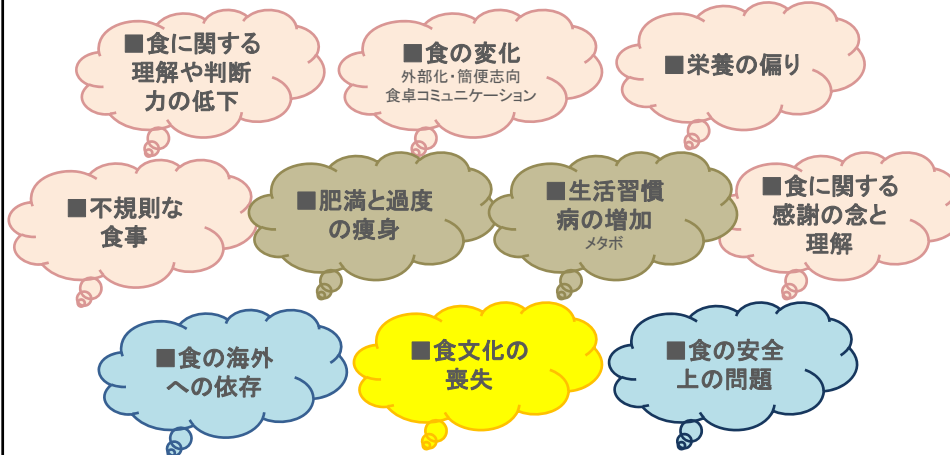 ■食に関する
理解や判断
力の低下
■食の変化
外部化・簡便志向
食卓コミュニケーション
■栄養の偏り
■不規則な
食事
■肥満と過度
の痩身
■生活習慣
病の増加
メタボ
■食に関する
感謝の念と
理解
■食の海外
への依存
■食文化の
喪失
■食の安全
上の問題